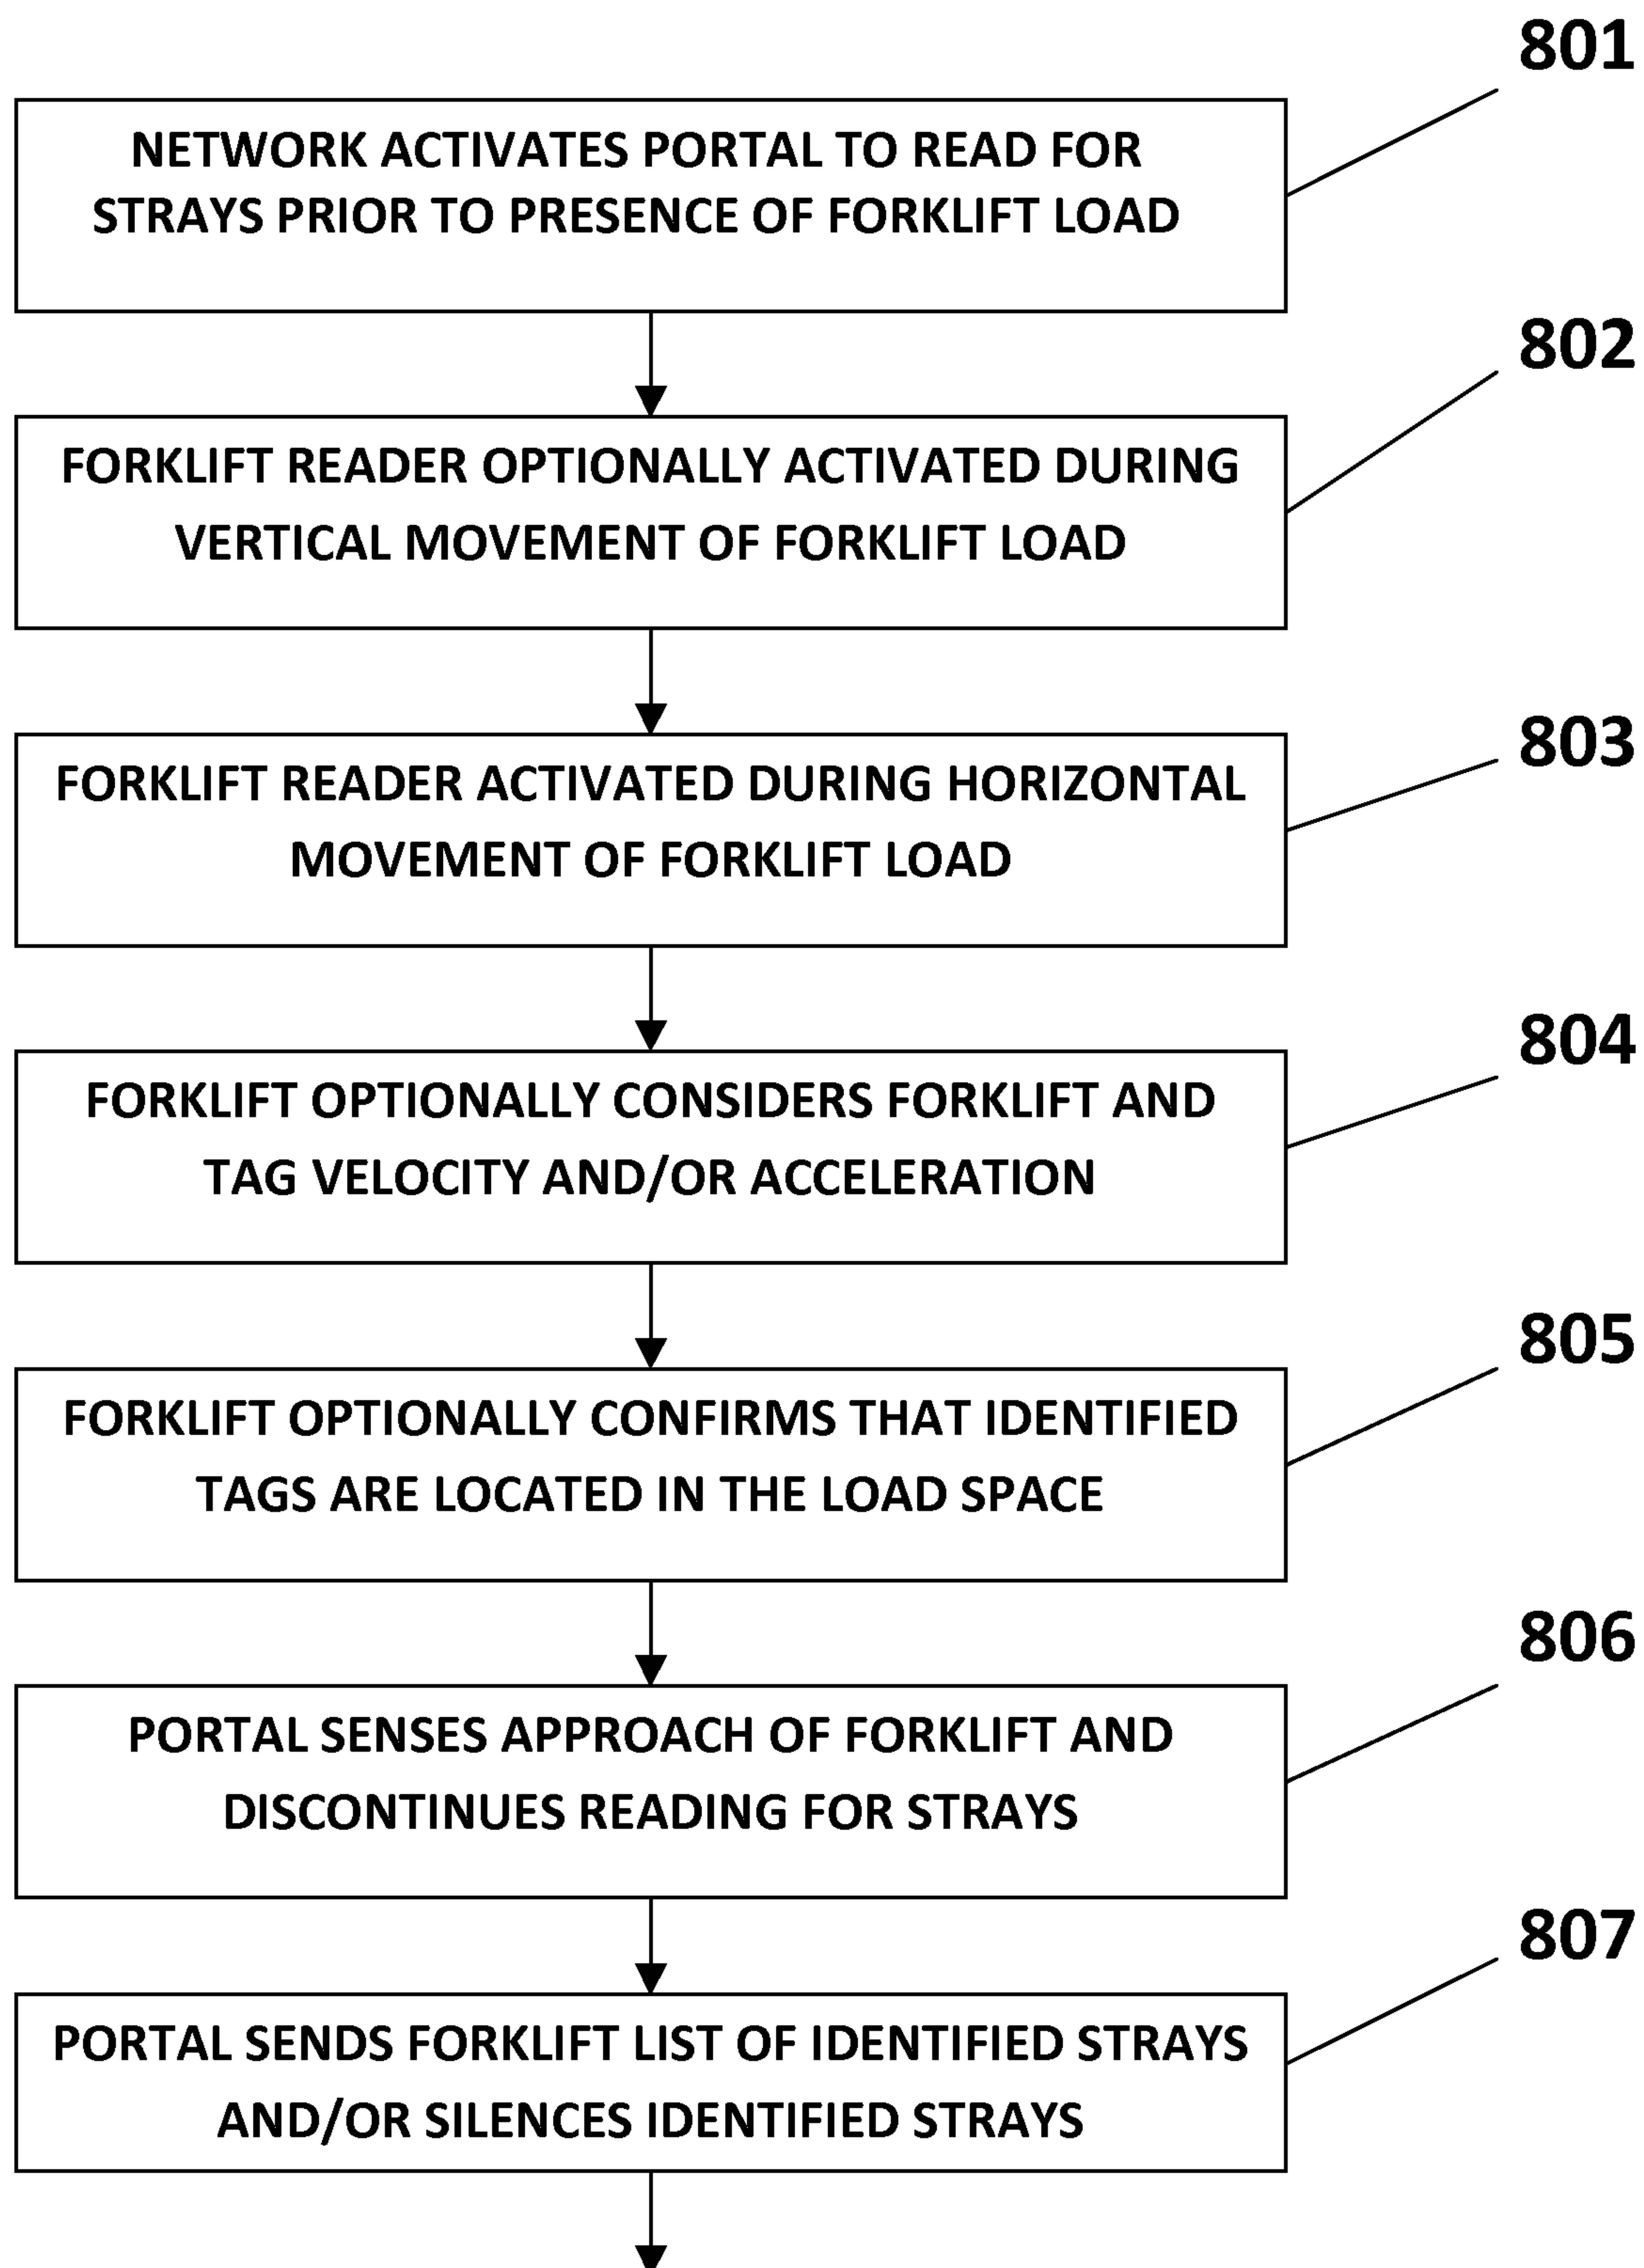 801
NETWORK ACTIVATES PORTAL TO READ FOR
STRAYS PRIOR TO PRESENCE OF FORKLIFT LOAD
802
FORKLIFT READER OPTIONALLY ACTIVATED DURING
VERTICAL MOVEMENT OF FORKLIFT LOAD
803
FORKLIFT READER ACTIVATED DURING HORIZONTAL
MOVEMENT OF FORKLIFT LOAD
804
FORKLIFT OPTIONALLY CONSIDERS FORKLIFT AND
TAG VELOCITY AND/OR ACCELERATION
805
FORKLIFT OPTIONALLY CONFIRMS THAT IDENTIFIED
TAGS ARE LOCATED IN THE LOAD SPACE
806
PORTAL SENSES APPROACH OF FORKLIFT AND
DISCONTINUES READING FOR STRAYS
807
PORTAL SENDS FORKLIFT LIST OF IDENTIFIED STRAYS
AND/OR SILENCES IDENTIFIED STRAYS